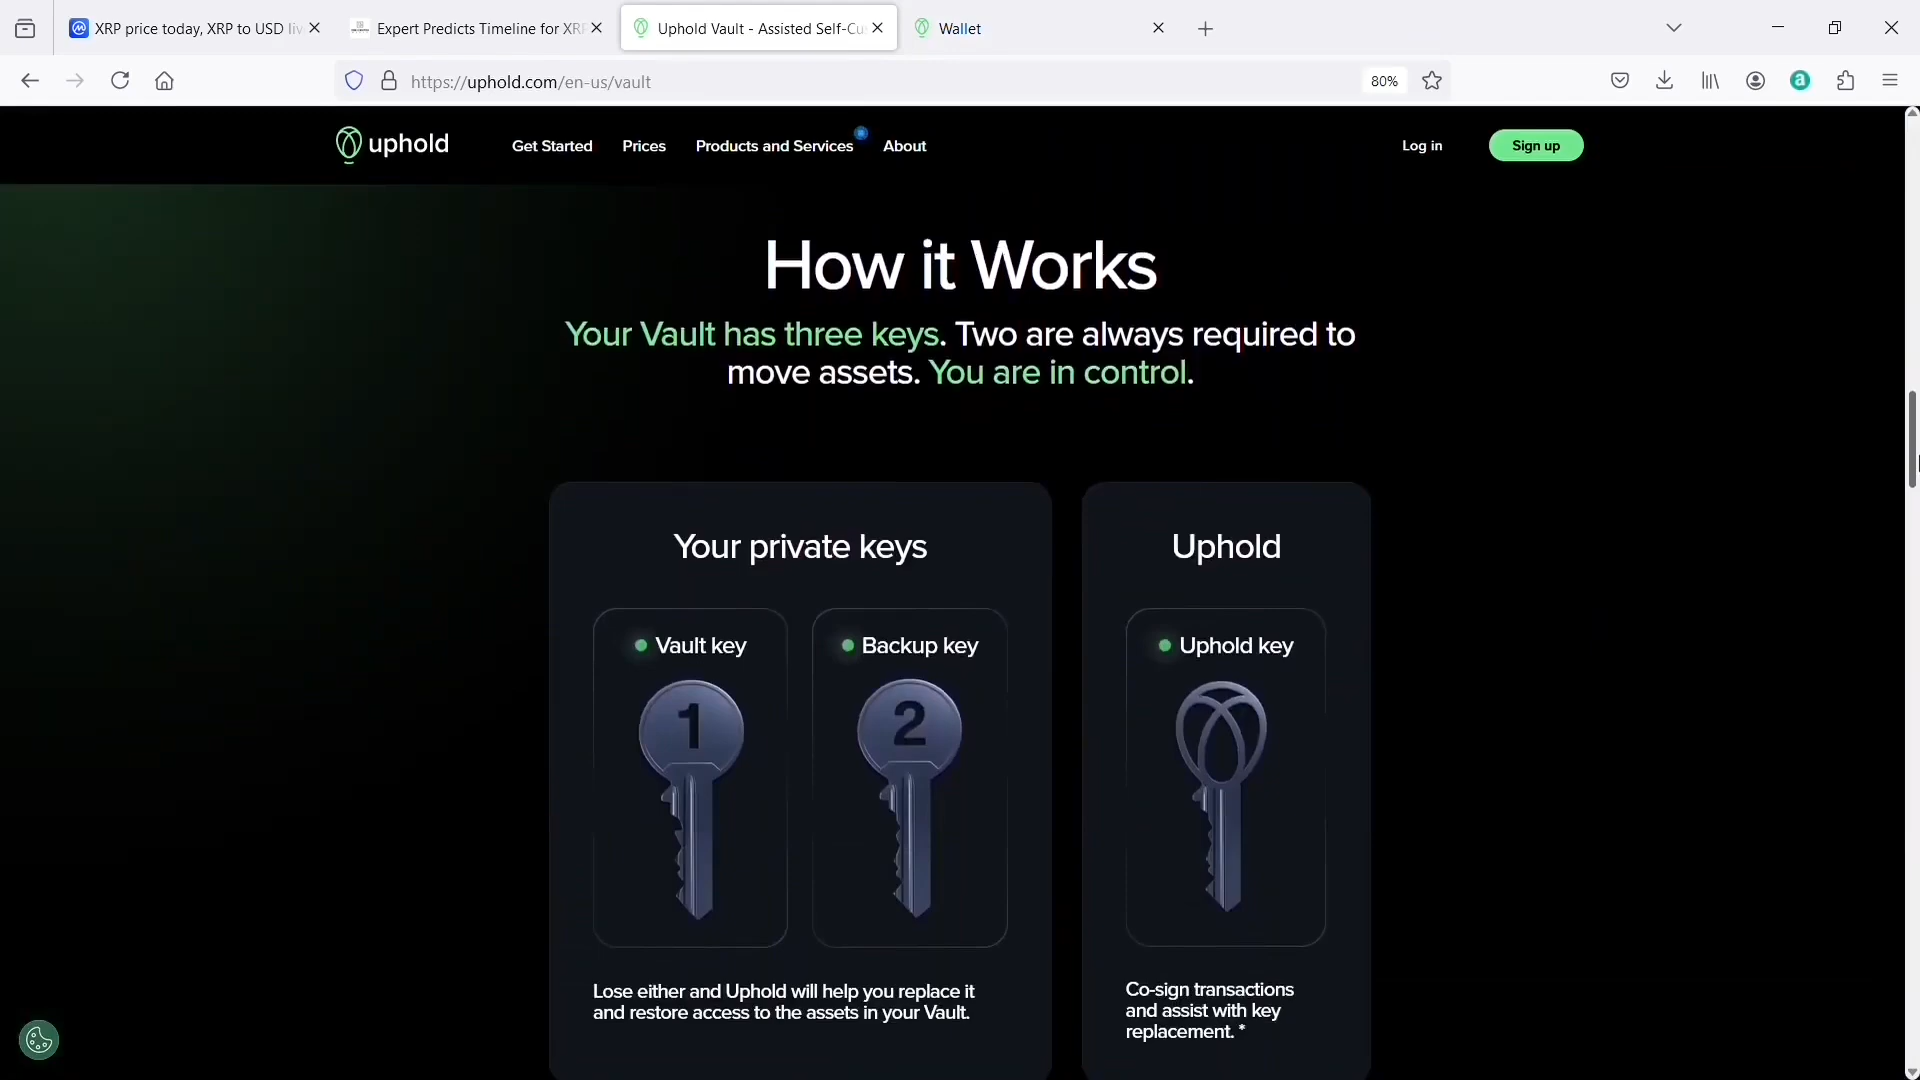 XRP price today, XRP to USD liv
Expert Predicts Timeline for XRP
Uphold Vault - Assisted Self-Cus
Wallet
https://uphold.com/en-us/vault
80%
a
uphold
Get Started
Prices
Products and Services
About
Log in
Sign up
How it Works
Your Vault has three keys. Two are always required to
move assets. You are in control.
Your private keys
Uphold
Vault key
Backup key
Uphold key
1
2
Lose either and Uphold will help you replace it
and restore access to the assets in your Vault.
Co-sign transactions
and assist with key
replacement. *